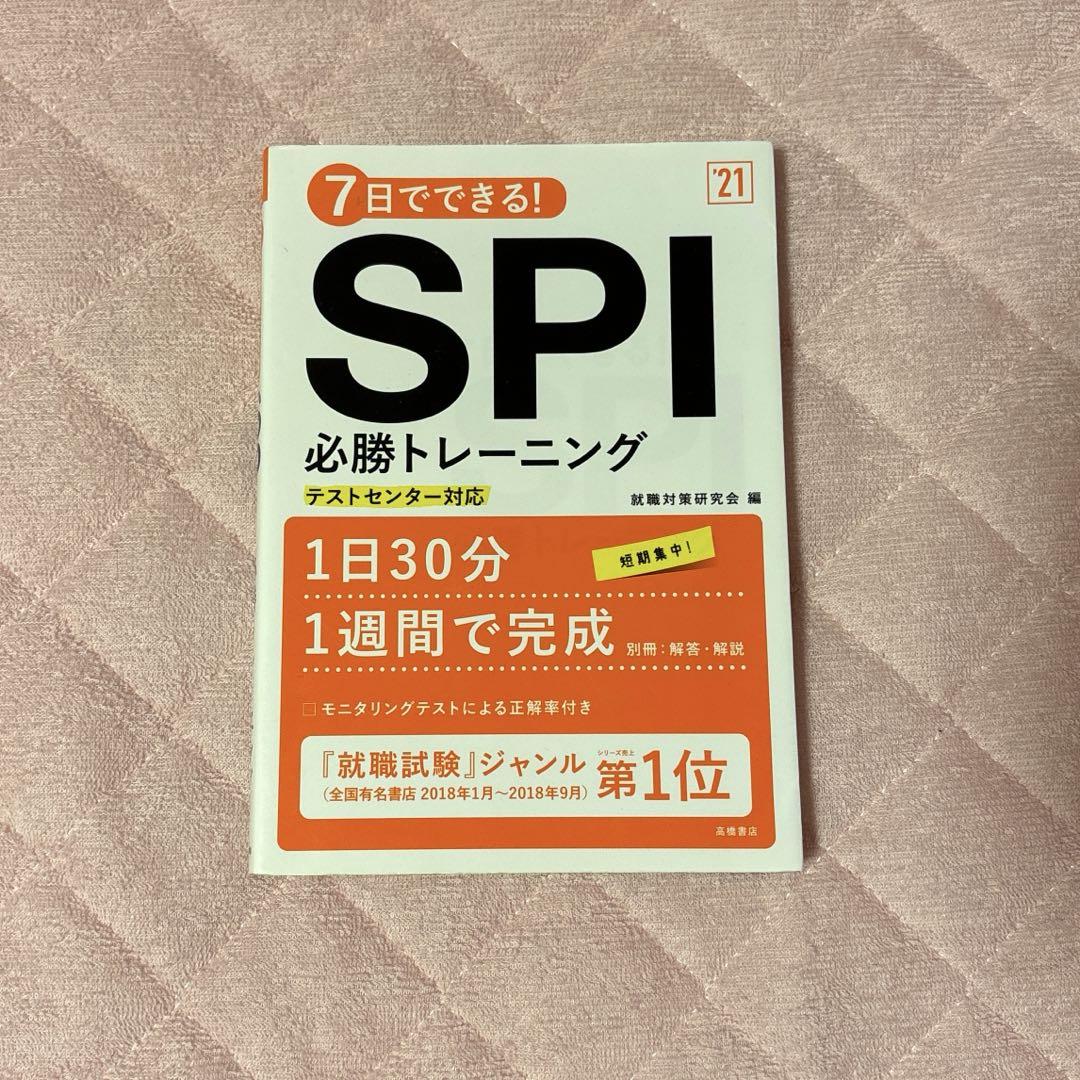 7日でできる!
'21
SPI
必勝トレーニング
テストセンター対応
就職対策研究会 編
1日30分
短期集中!
1週間で完成
別冊:解答・解説
□ モニタリングテストによる正解率付き
『就職試験』ジャンル
(全国有名書店 2018年1月〜2018年9月)
シリーズ売上
第1位
高橋書店